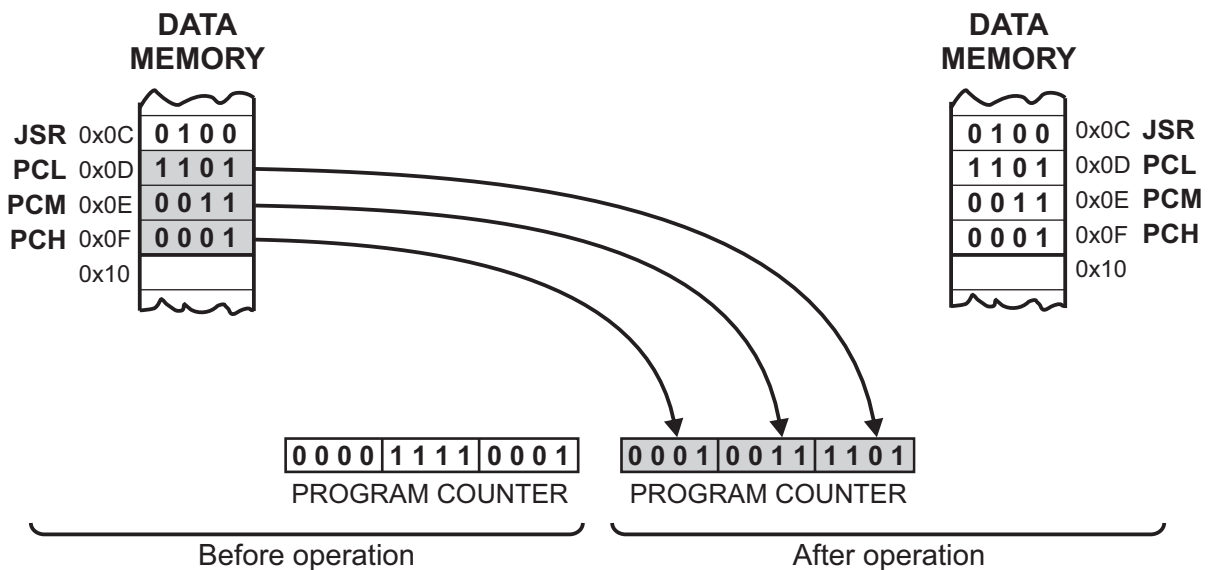 DATA
MEMORY
JSR 0x0C 0 1 0 0
PCL 0x0D 1 1 0 1
PCM 0x0E 0 0 1 1
PCH 0x0F 0 0 0 1
0x10
DATA
MEMORY
0 1 0 0 0x0C JSR
1 1 0 1 0x0D PCL
0 0 1 1 0x0E PCM
0 0 0 1 0x0F PCH
0x10
0 0 0 0 1 1 1 1 0 0 0 1
PROGRAM COUNTER
0 0 0 1 0 0 1 1 1 1 0 1
PROGRAM COUNTER
Before operation
After operation